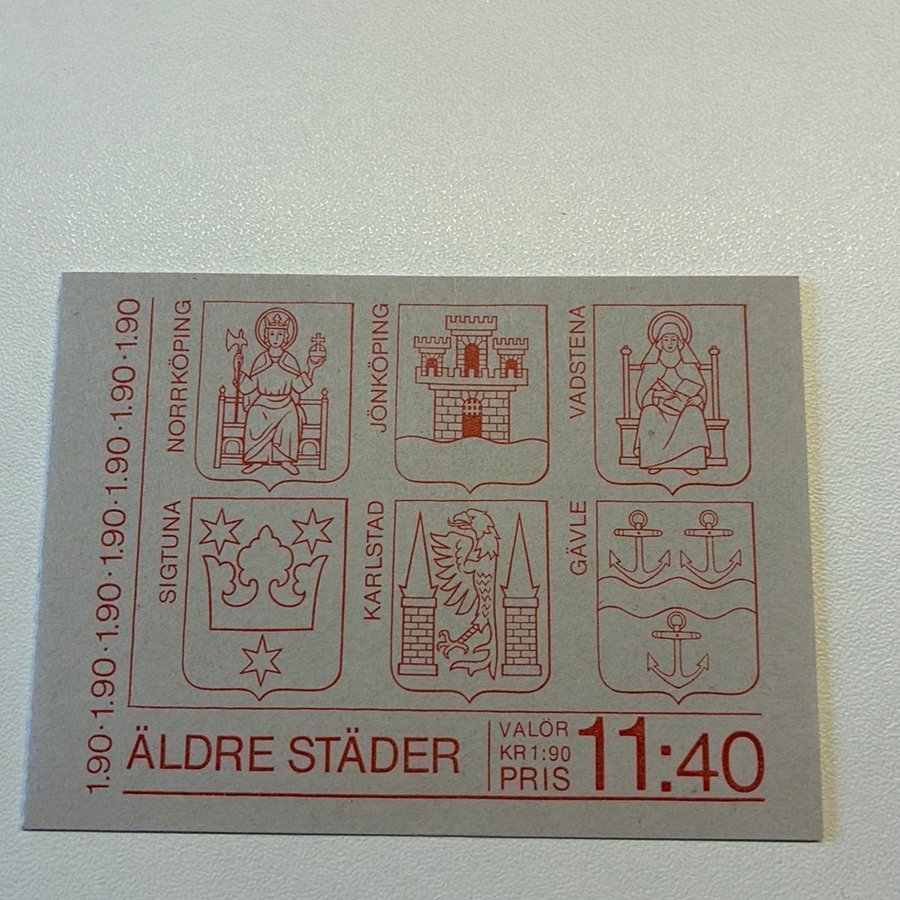 1.90·1.90·1.90·1.90·1.90·1.90
NORRKÖPING
JÖNKÖPING
VADSTENA
SIGTUNA
KARLSTAD
GÄVLE
ÄLDRE STÄDER
VALÖR
KR 1:90
PRIS 11:40